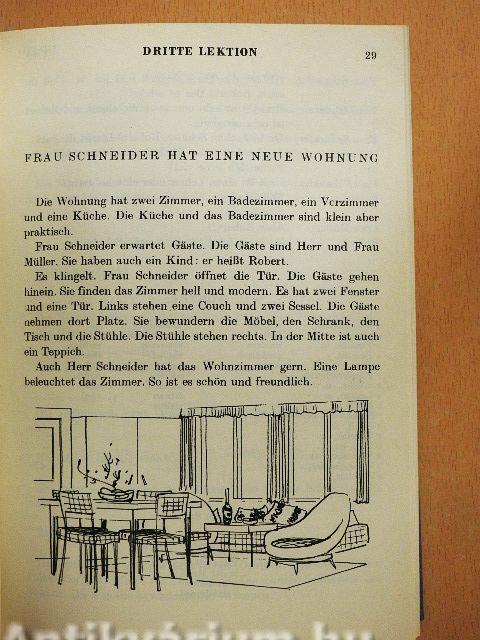 DRITTE LEKTION
29
FRAU SCHNEIDER HAT EINE NEUE WOHNUNG
Die Wohnung hat zwei Zimmer, ein Badezimmer, ein Vorzimmer
und eine Küche. Die Küche und das Badezimmer sind klein aber
praktisch.
Frau Schneider erwartet Gäste. Die Gäste sind Herr und Frau
Müller. Sie haben auch ein Kind: er heißt Robert.
Es klingelt. Frau Schneider öffnet die Tür. Die Gäste gehen
hinein. Sie finden das Zimmer hell und modern. Es hat zwei Fenster
und eine Tür. Links stehen eine Couch und zwei Sessel. Die Gäste
nehmen dort Platz. Sie bewundern die Möbel, den Schrank, den
Tisch und die Stühle. Die Stühle stehen rechts. In der Mitte ist auch
ein Teppich.
Auch Herr Schneider hat das Wohnzimmer gern. Eine Lampe
beleuchtet das Zimmer. So ist es schön und freundlich.
Antikvárium.hu